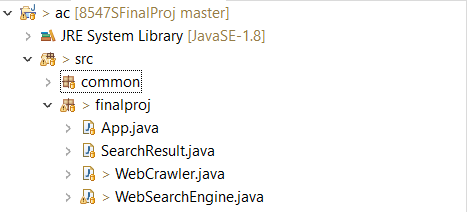 > ac [8547SFinalProj master]
JRE System Library [JavaSE-1.8]
> src
common
> finalproj
App.java
SearchResult.java
> WebCrawler.java
> WebSearchEngine.java